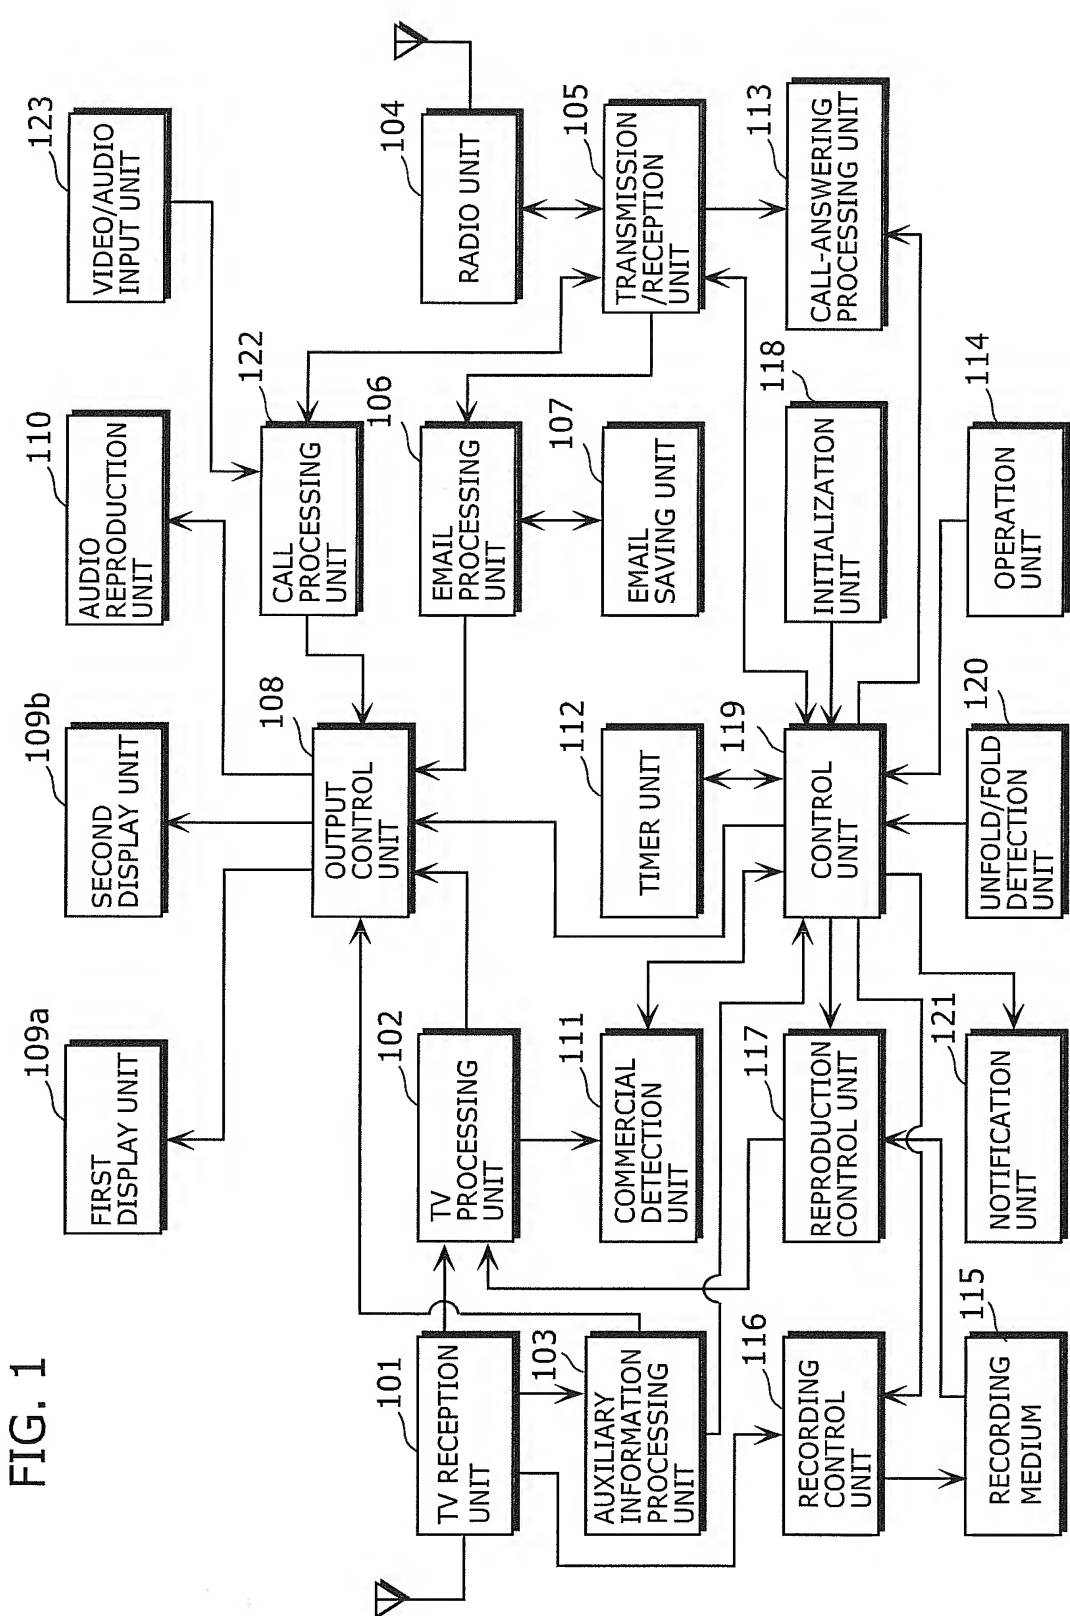 FIG. 1
109a
FIRST
DISPLAY UNIT
109b
SECOND
DISPLAY UNIT
110
AUDIO
REPRODUCTION
UNIT
123
VIDEO/AUDIO
INPUT UNIT
108
OUTPUT
CONTROL
UNIT
122
CALL
PROCESSING
UNIT
101
TV RECEPTION
UNIT
102
TV
PROCESSING
UNIT
106
EMAIL
PROCESSING
UNIT
104
RADIO UNIT
103
AUXILIARY
INFORMATION
PROCESSING
UNIT
111
COMMERCIAL
DETECTION
UNIT
112
TIMER UNIT
107
EMAIL
SAVING UNIT
105
TRANSMISSION
/RECEPTION
UNIT
116
RECORDING
CONTROL
UNIT
117
REPRODUCTION
CONTROL UNIT
119
CONTROL
UNIT
118
INITIALIZATION
UNIT
113
CALL-ANSWERING
PROCESSING UNIT
115
RECORDING
MEDIUM
121
NOTIFICATION
UNIT
120
UNFOLD/FOLD
DETECTION
UNIT
114
OPERATION
UNIT